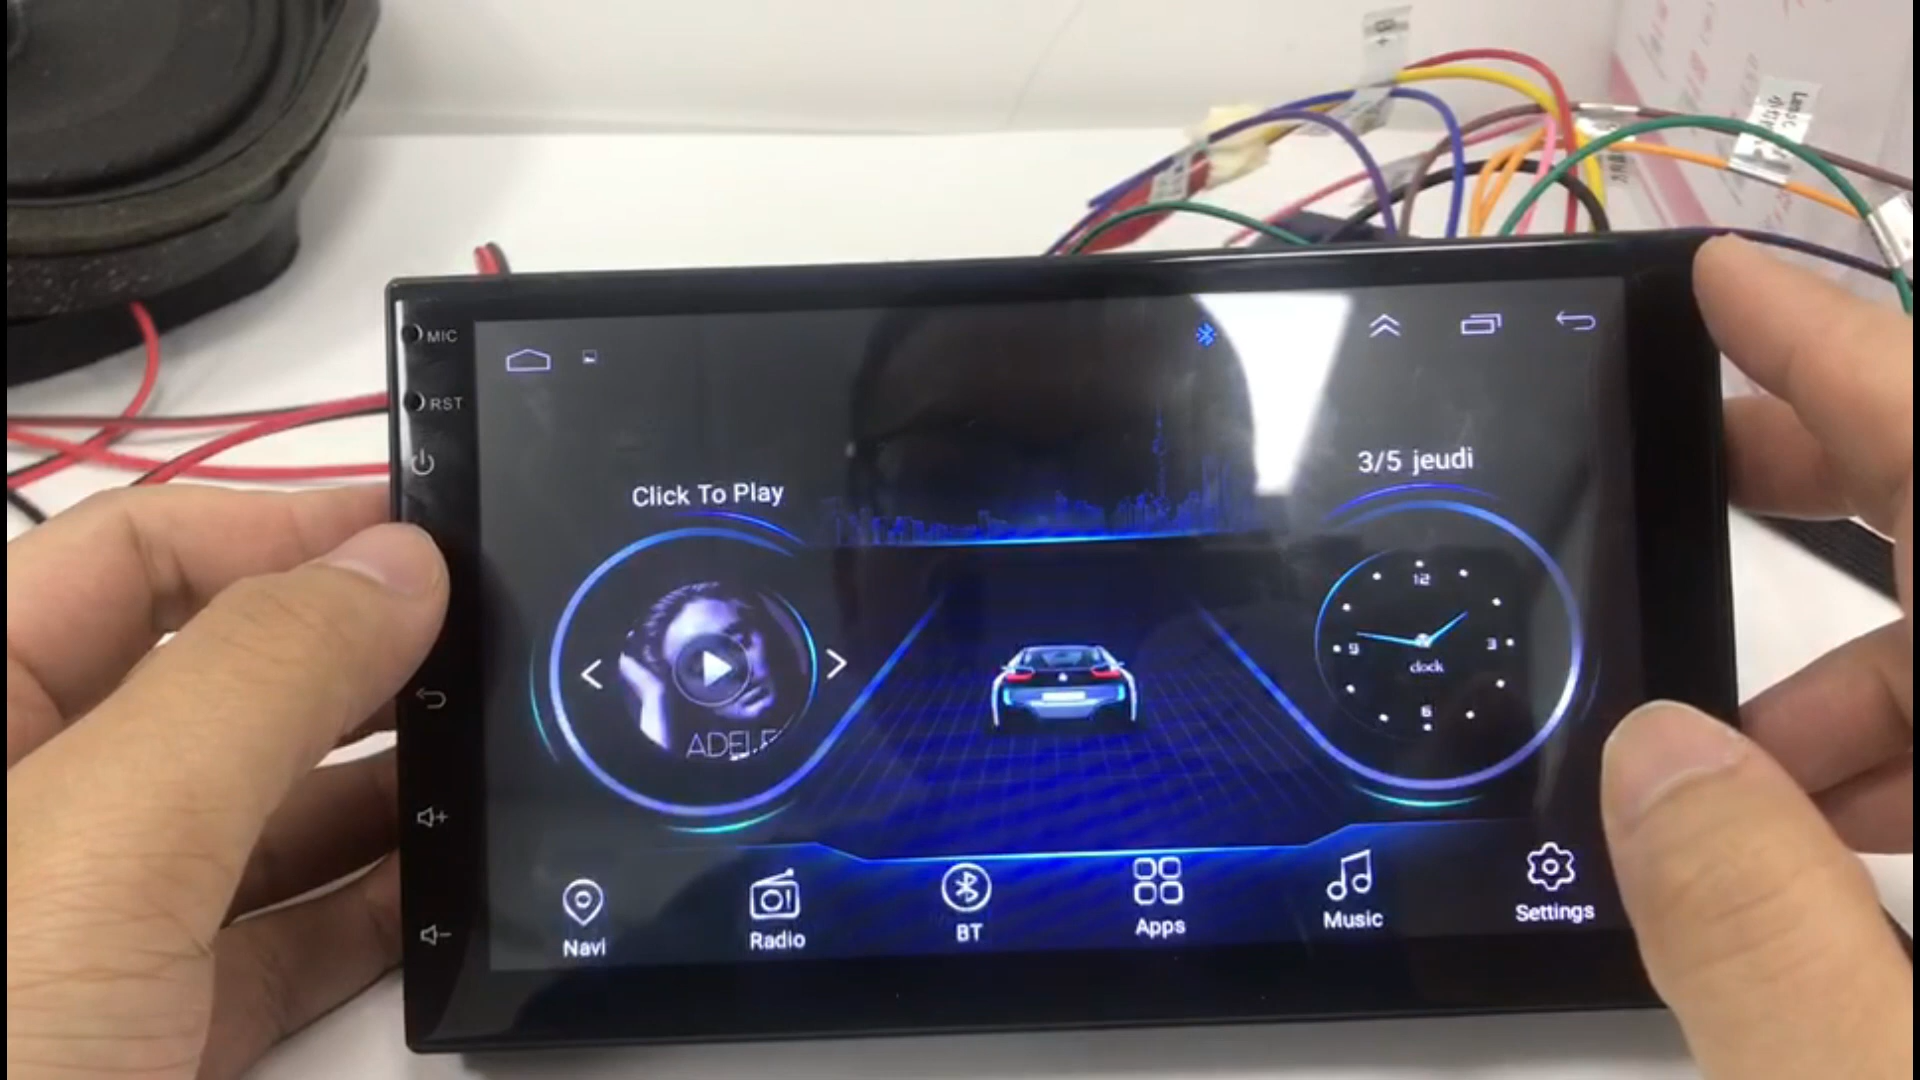 B+
MIC
RST
3/5 jeudi
Click To Play
12
9
3
6
clock
ADELE
Navi
Radio
BT
Apps
Music
Settings